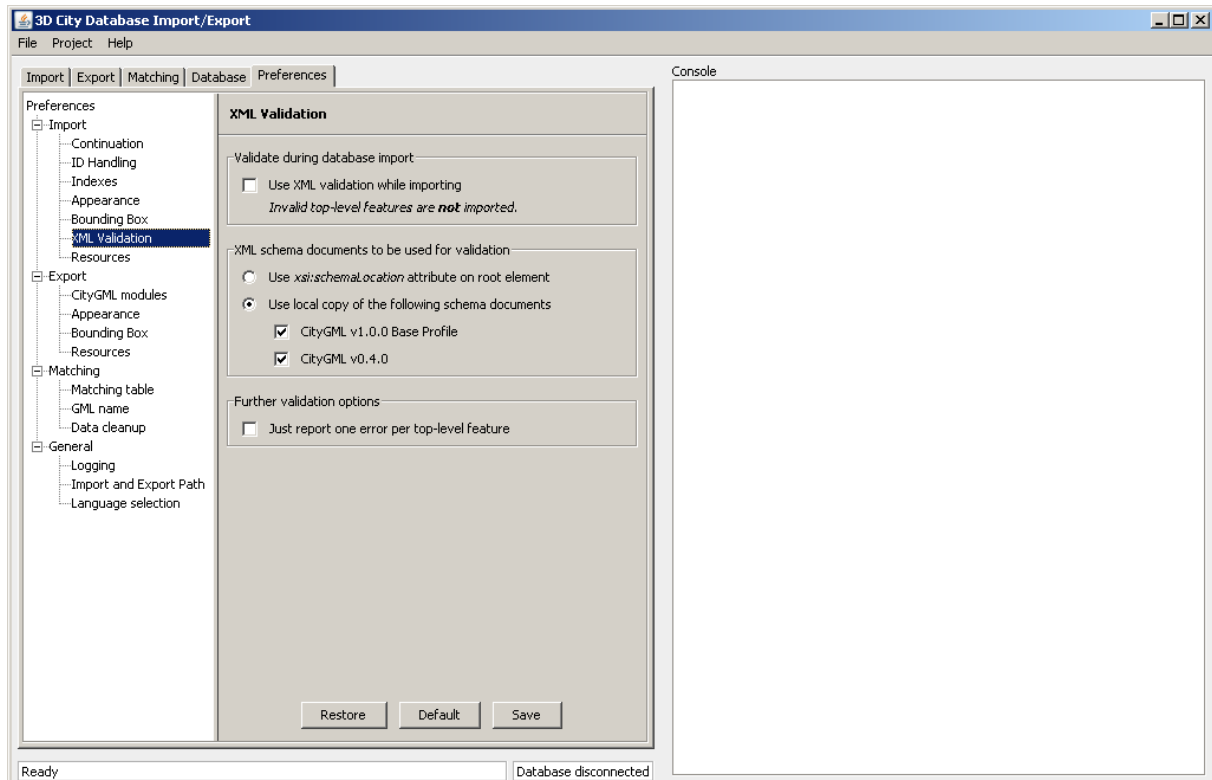 3D City Database Import/Export
File Project Help
Import Export Matching Database Preferences
Console
Preferences
Import
Continuation
ID Handling
Indexes
Appearance
Bounding Box
XML Validation
Resources
Export
CityGML modules
Appearance
Bounding Box
Resources
Matching
Matching table
GML name
Data cleanup
General
Logging
Import and Export Path
Language selection
XML Validation
Validate during database import
Use XML validation while importing
Invalid top-level features are not imported.
XML schema documents to be used for validation
Use xsi:schemaLocation attribute on root element
Use local copy of the following schema documents
CityGML v1.0.0 Base Profile
CityGML v0.4.0
Further validation options
Just report one error per top-level feature
Restore Default Save
Ready
Database disconnected